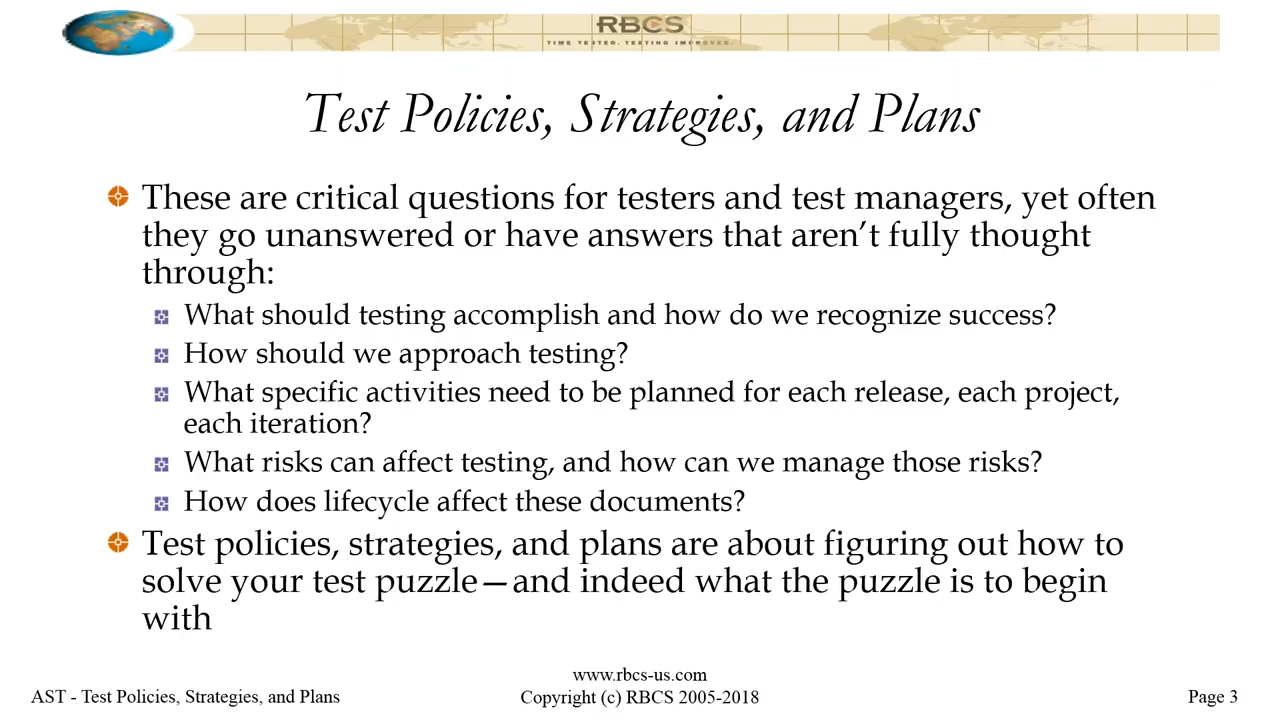 RBCS
TIME TESTED. TESTING IMPROVED.
Test Policies, Strategies, and Plans
These are critical questions for testers and test managers, yet often
they go unanswered or have answers that aren’t fully thought
through:
What should testing accomplish and how do we recognize success?
How should we approach testing?
What specific activities need to be planned for each release, each project,
each iteration?
What risks can affect testing, and how can we manage those risks?
How does lifecycle affect these documents?
Test policies, strategies, and plans are about figuring out how to
solve your test puzzle—and indeed what the puzzle is to begin
with
www.rbcs-us.com
AST - Test Policies, Strategies, and Plans
Copyright (c) RBCS 2005-2018
Page 3